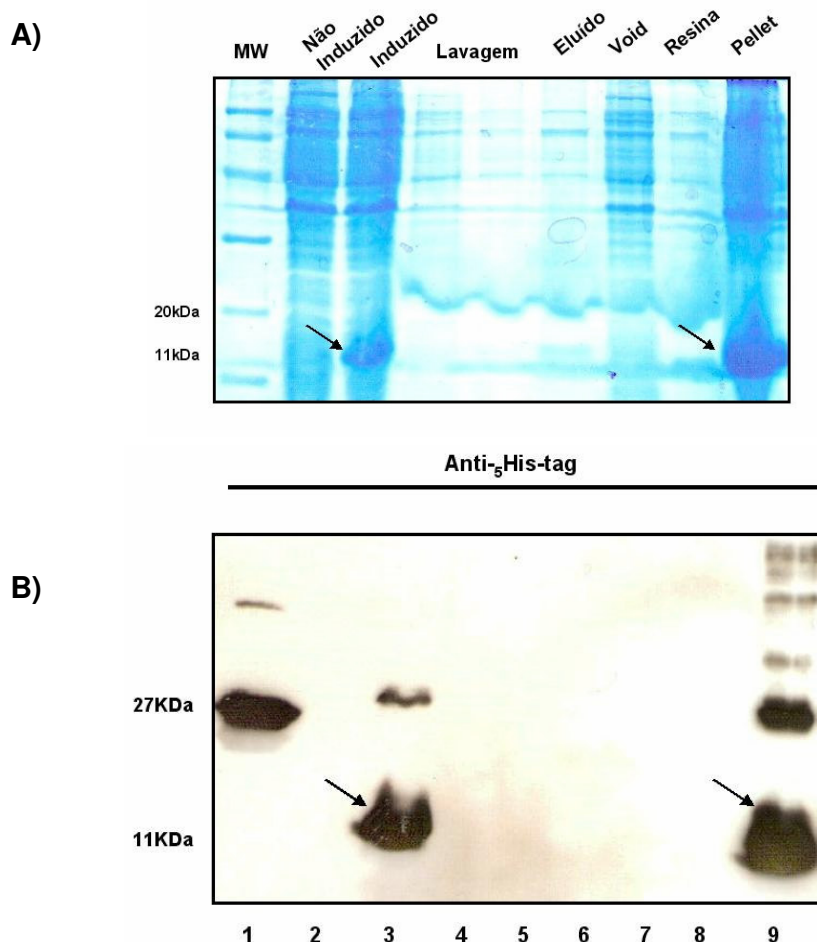 A)
MW
Não
Induzido
Induzido
Lavagem
Eluído
Void
Resina
Pellet
20kDa
11kDa
Anti-5His-tag
B)
27KDa
11KDa
1 2 3 4 5 6 7 8 9